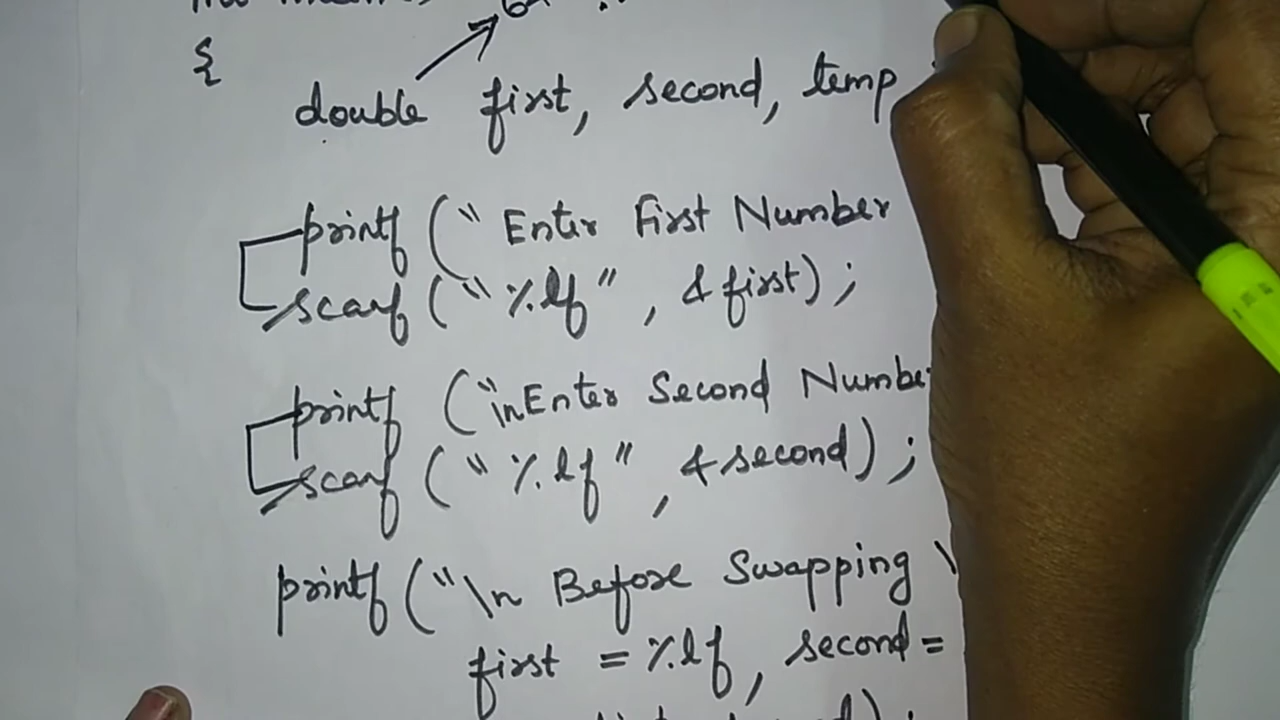 {
double first, second, temp
printf ("Enter First Number
scanf ("%lf", &first);
printf ("\nEnter Second Number
scanf ("%lf", &second);
printf ("\n Before Swapping \
first = %lf, second=